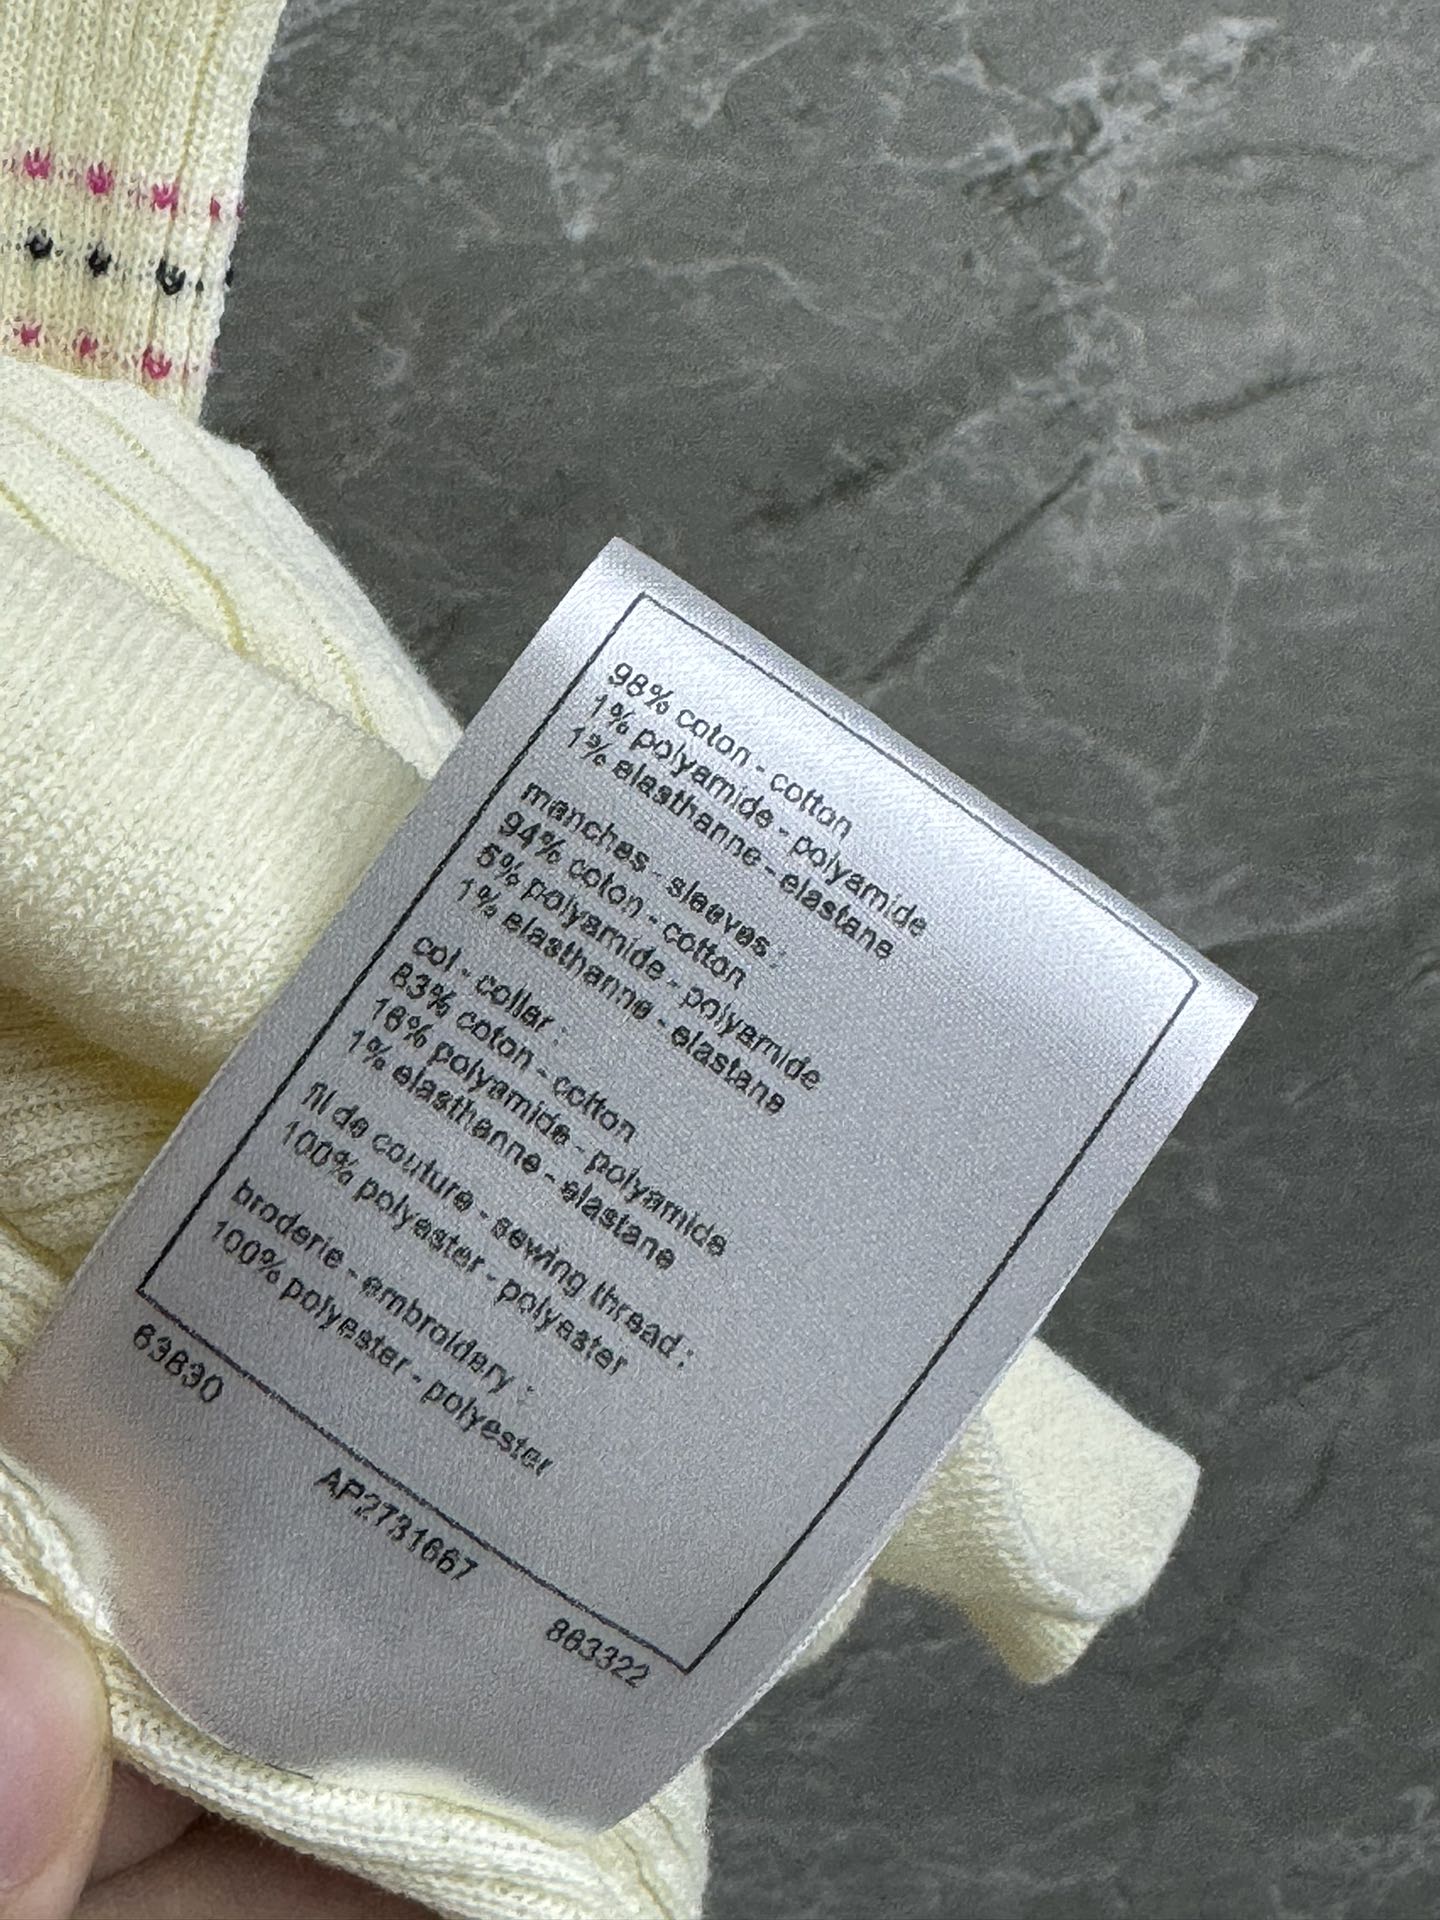 98% coton - cotton
1% polyamide - polyamide
1% elasthanne - elastane
manches - sleeves :
94% coton - cotton
5% polyamide - polyamide
1% elasthanne - elastane
col - collar :
83% coton - cotton
16% polyamide - polyamide
1% elasthanne - elastane
fil de couture - sewing thread :
100% polyester - polyester
broderie - embroidery :
100% polyester - polyester
63830
AP2731667
863322